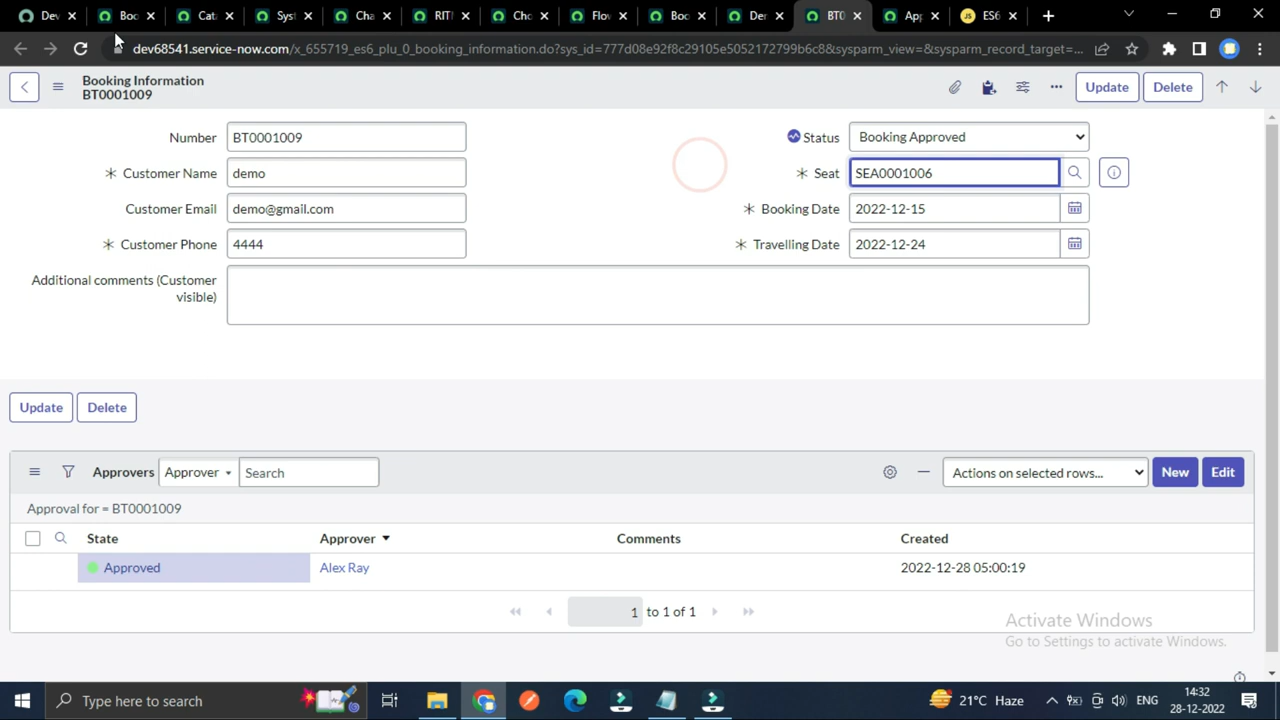 Dev
Boo
Cata
Syst
Cha
RITI
Cho
Flov
Boo
Der
BT0
App
JS ES6
dev68541.service-now.com/x_655719_es6_plu_0_booking_information.do?sys_id=777d08e92f8c29105e5052172799b6c8&sysparm_view=&sysparm_record_target=...
Booking Information
BT0001009
Update
Delete
Number
BT0001009
Status
Booking Approved
Customer Name
demo
Seat
SEA0001006
Customer Email
demo@gmail.com
Booking Date
2022-12-15
Customer Phone
4444
Travelling Date
2022-12-24
Additional comments (Customer
visible)
Update
Delete
Approvers
Approver
Search
Actions on selected rows...
New
Edit
Approval for = BT0001009
State
Approver
Comments
Created
Approved
Alex Ray
2022-12-28 05:00:19
1 to 1 of 1
Activate Windows
Go to Settings to activate Windows.
Type here to search
21°C Haze
ENG
14:32
28-12-2022